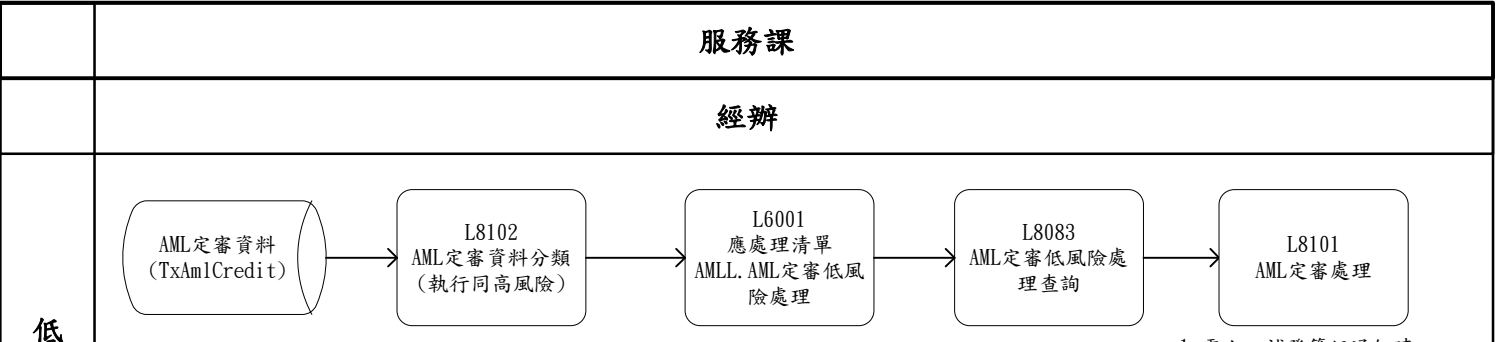 服務課
經辦
AML定審資料
(TxAmlCredit)
L8102
AML定審資料分類
(執行同高風險)
L6001
應處理清單
AMLL.AML定審低風
險處理
L8083
AML定審低風險處
理查詢
L8101
AML定審處理
低